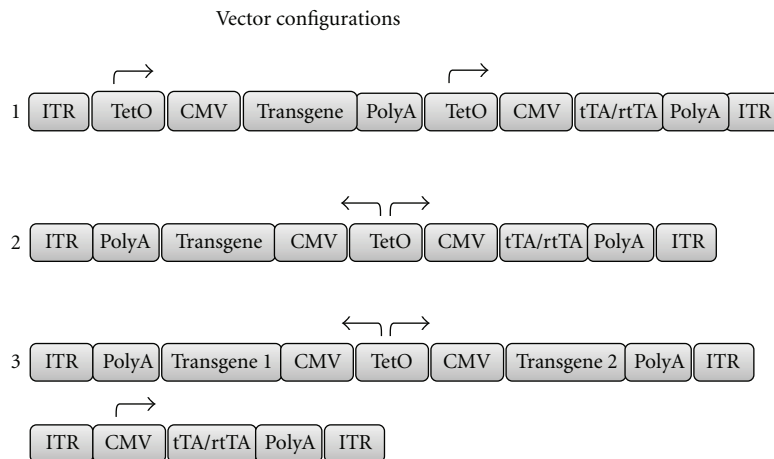 Vector configurations
1 ITR TetO CMV Transgene PolyA TetO CMV tTA/rtTA PolyA ITR
2 ITR PolyA Transgene CMV TetO CMV tTA/rtTA PolyA ITR
3 ITR PolyA Transgene 1 CMV TetO CMV Transgene 2 PolyA ITR
ITR CMV tTA/rtTA PolyA ITR